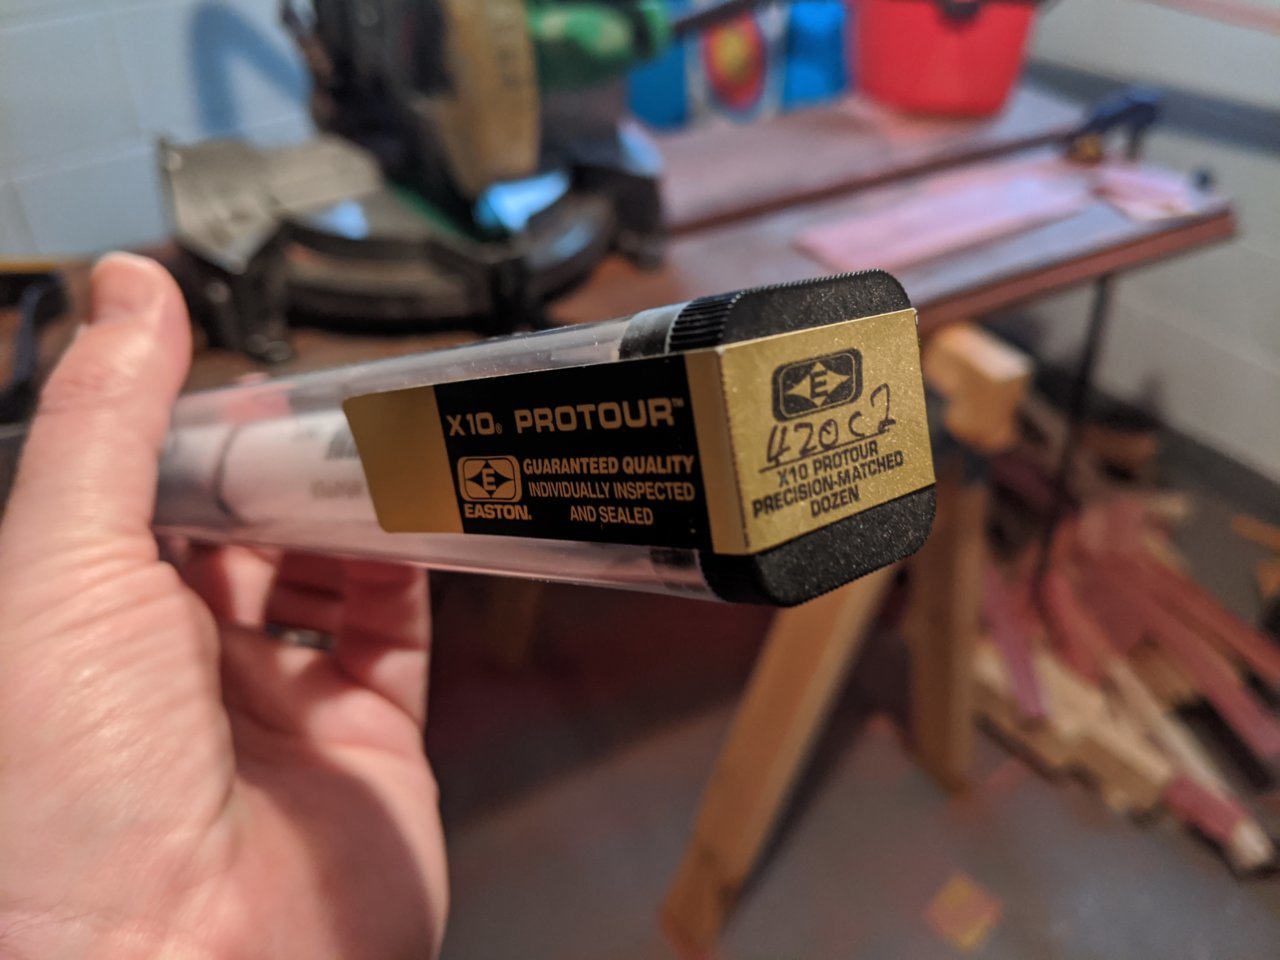 X10® PROTOUR™
E
EASTON®
GUARANTEED QUALITY
INDIVIDUALLY INSPECTED
AND SEALED
E
420 C2
X10 PROTOUR
PRECISION-MATCHED
DOZEN